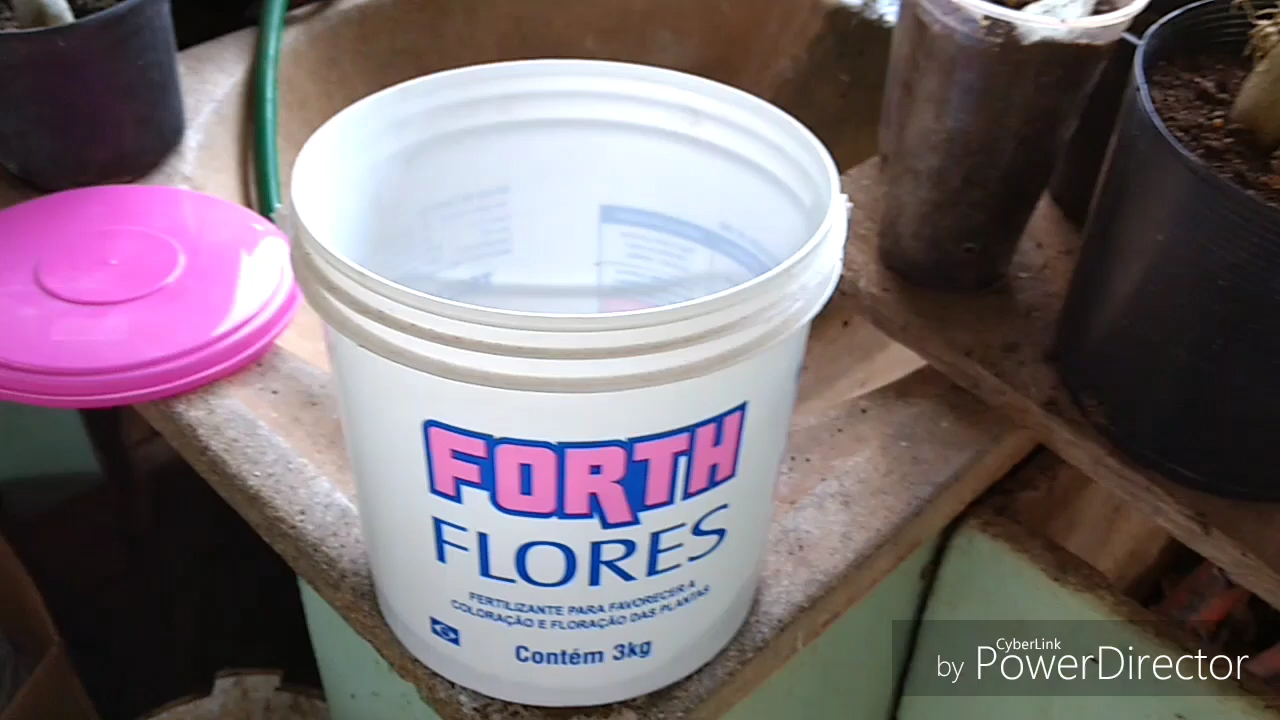 FORTH
FLORES
FERTILIZANTE PARA FAVORECER A
COLORAÇÃO E FLORAÇÃO DAS PLANTAS
Contém 3kg
CyberLink
by PowerDirector